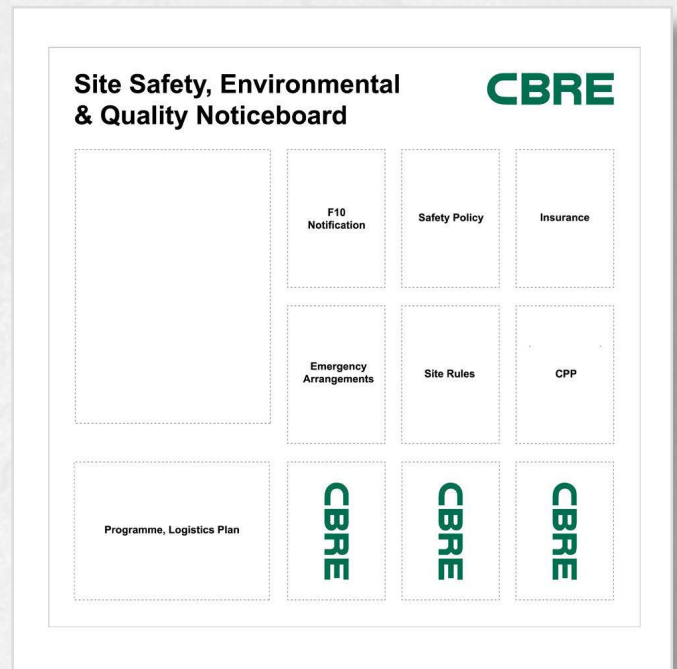 Site Safety, Environmental
& Quality Noticeboard
CBRE
F10
Notification
Safety Policy
Insurance
Emergency
Arrangements
Site Rules
CPP
Programme, Logistics Plan
CBRE
CBRE
CBRE